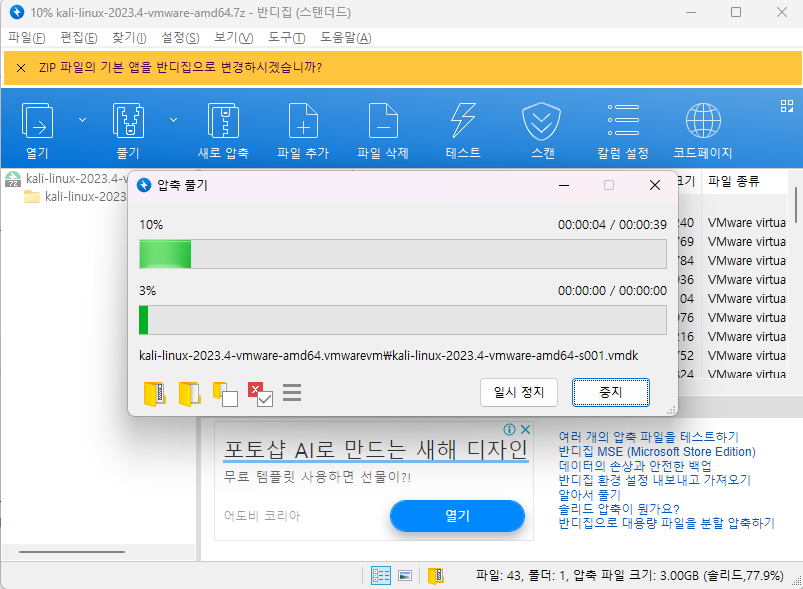 10% kali-linux-2023.4-vmware-amd64.7z - 반디집 (스탠더드)
파일(F) 편집(E) 찾기(I) 설정(S) 보기(V) 도구(T) 도움말(A)
ZIP 파일의 기본 앱을 반디집으로 변경하시겠습니까?
열기 풀기 새로 압축 파일 추가 파일 삭제 테스트 스캔 칼럼 설정 코드페이지
kali-linux-2023.4-v
kali-linux-2023
크기 파일 종류
240 VMware virtua
769 VMware virtua
784 VMware virtua
936 VMware virtua
04 VMware virtua
976 VMware virtua
216 VMware virtua
752 VMware virtua
324 VMware virtua
압축 풀기
10% 00:00:04 / 00:00:39
3% 00:00:00 / 00:00:00
kali-linux-2023.4-vmware-amd64.vmwarevm₩kali-linux-2023.4-vmware-amd64-s001.vmdk
일시 정지 중지
포토샵 AI로 만드는 새해 디자인
무료 템플릿 사용하면 선물이?!
어도비 코리아
열기
여러 개의 압축 파일을 테스트하기
반디집 MSE (Microsoft Store Edition)
데이터의 손상과 안전한 백업
반디집 환경 설정 내보내고 가져오기
알아서 풀기
솔리드 압축이 뭔가요?
반디집으로 대용량 파일을 분할 압축하기
파일: 43, 폴더: 1, 압축 파일 크기: 3.00GB (솔리드,77.9%)